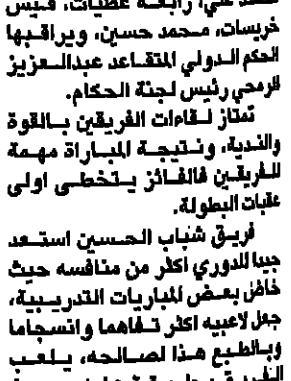 محمد علي، رابعة عطيات، قيس
خريسات، محمد حسين، ويراقبها
الحكم الدولي المتقاعد عبدالعزيز
الرمحي رئيس لجنة الحكام.
تمتاز لقاءات الفريقين بالقوة
والندية، ونتيجة المباراة مهمة
للفريقين فالفائز يتخطى اولى
عقبات البطولة.
فريق شباب الحسين استعد
جيدا للدوري اكثر من منافسه حيث
خاض بعض المباريات التدريبية،
جعل لاعبيه اكثر تفاهما وانسجاما
وبالطبع هذا لصالحه، يلعب